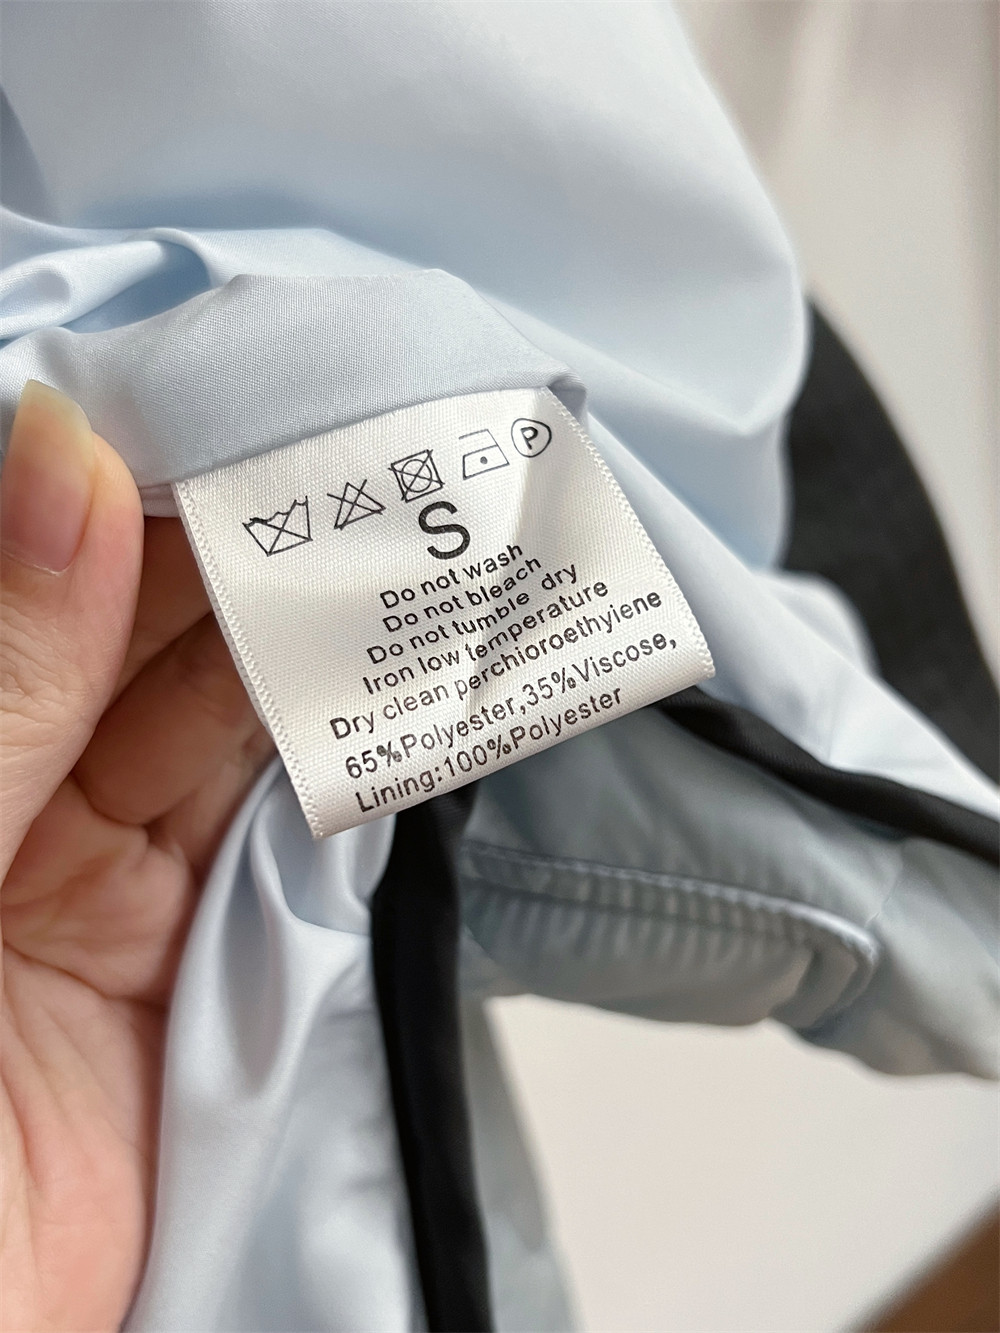 P
S
Do not wash
Do not bleach
Do not tumble dry
Iron low temperature
Dry clean perchioroethyiene
65%Polyester,35%Viscose,
Lining:100%Polyester